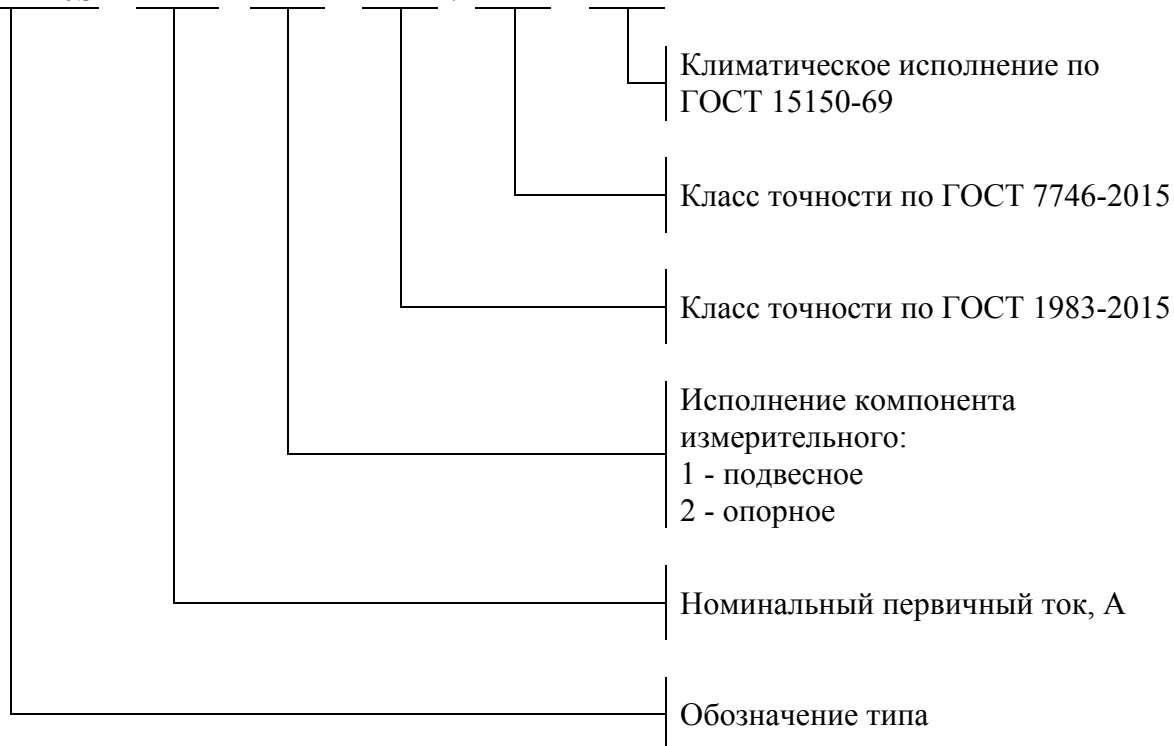 Климатическое исполнение по
ГОСТ 15150-69
Класс точности по ГОСТ 7746-2015
Класс точности по ГОСТ 1983-2015
Исполнение компонента
измерительного:
1 - подвесное
2 - опорное
Номинальный первичный ток, А
Обозначение типа